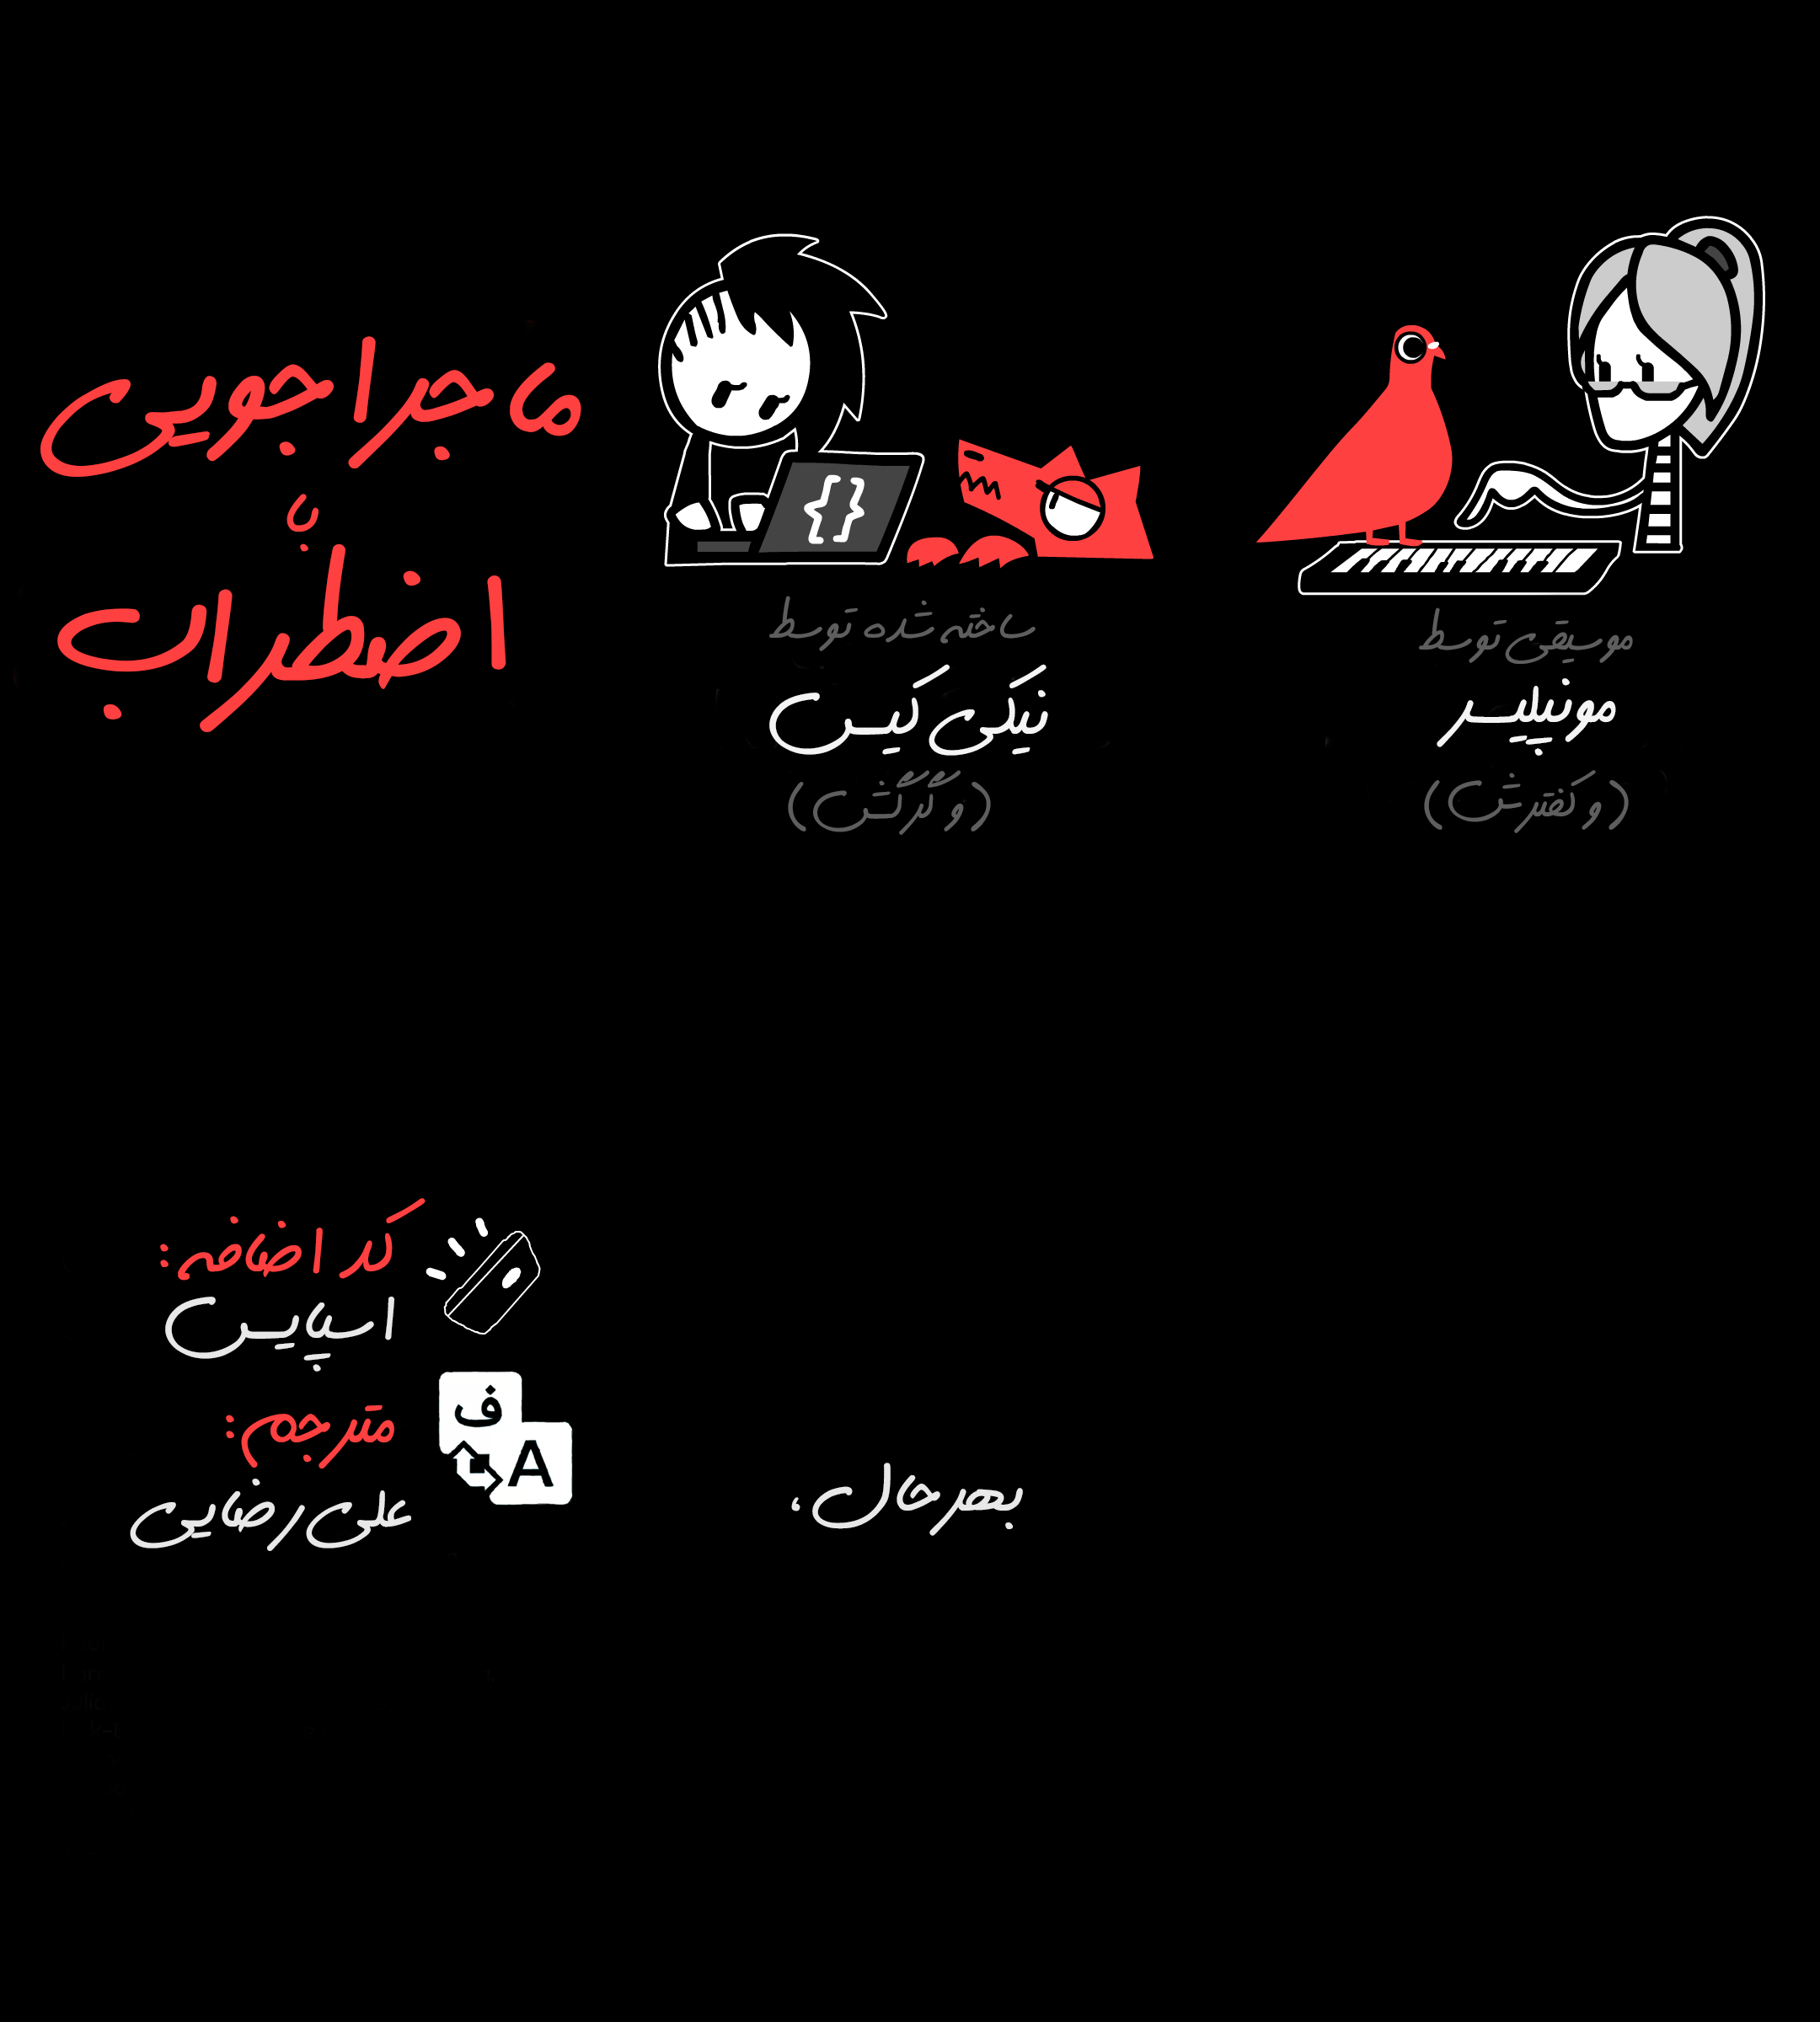 ماجراجویی
با
اضطراب
ساخته شده توسط
نیکی کیس
(و گرگش)
موسیقی توسط
مونپلیسر
(و کفترش)
{ }
کد اضافه:
اسپایس
مترجم:
علی رضایی
ف
A
بهرحال،